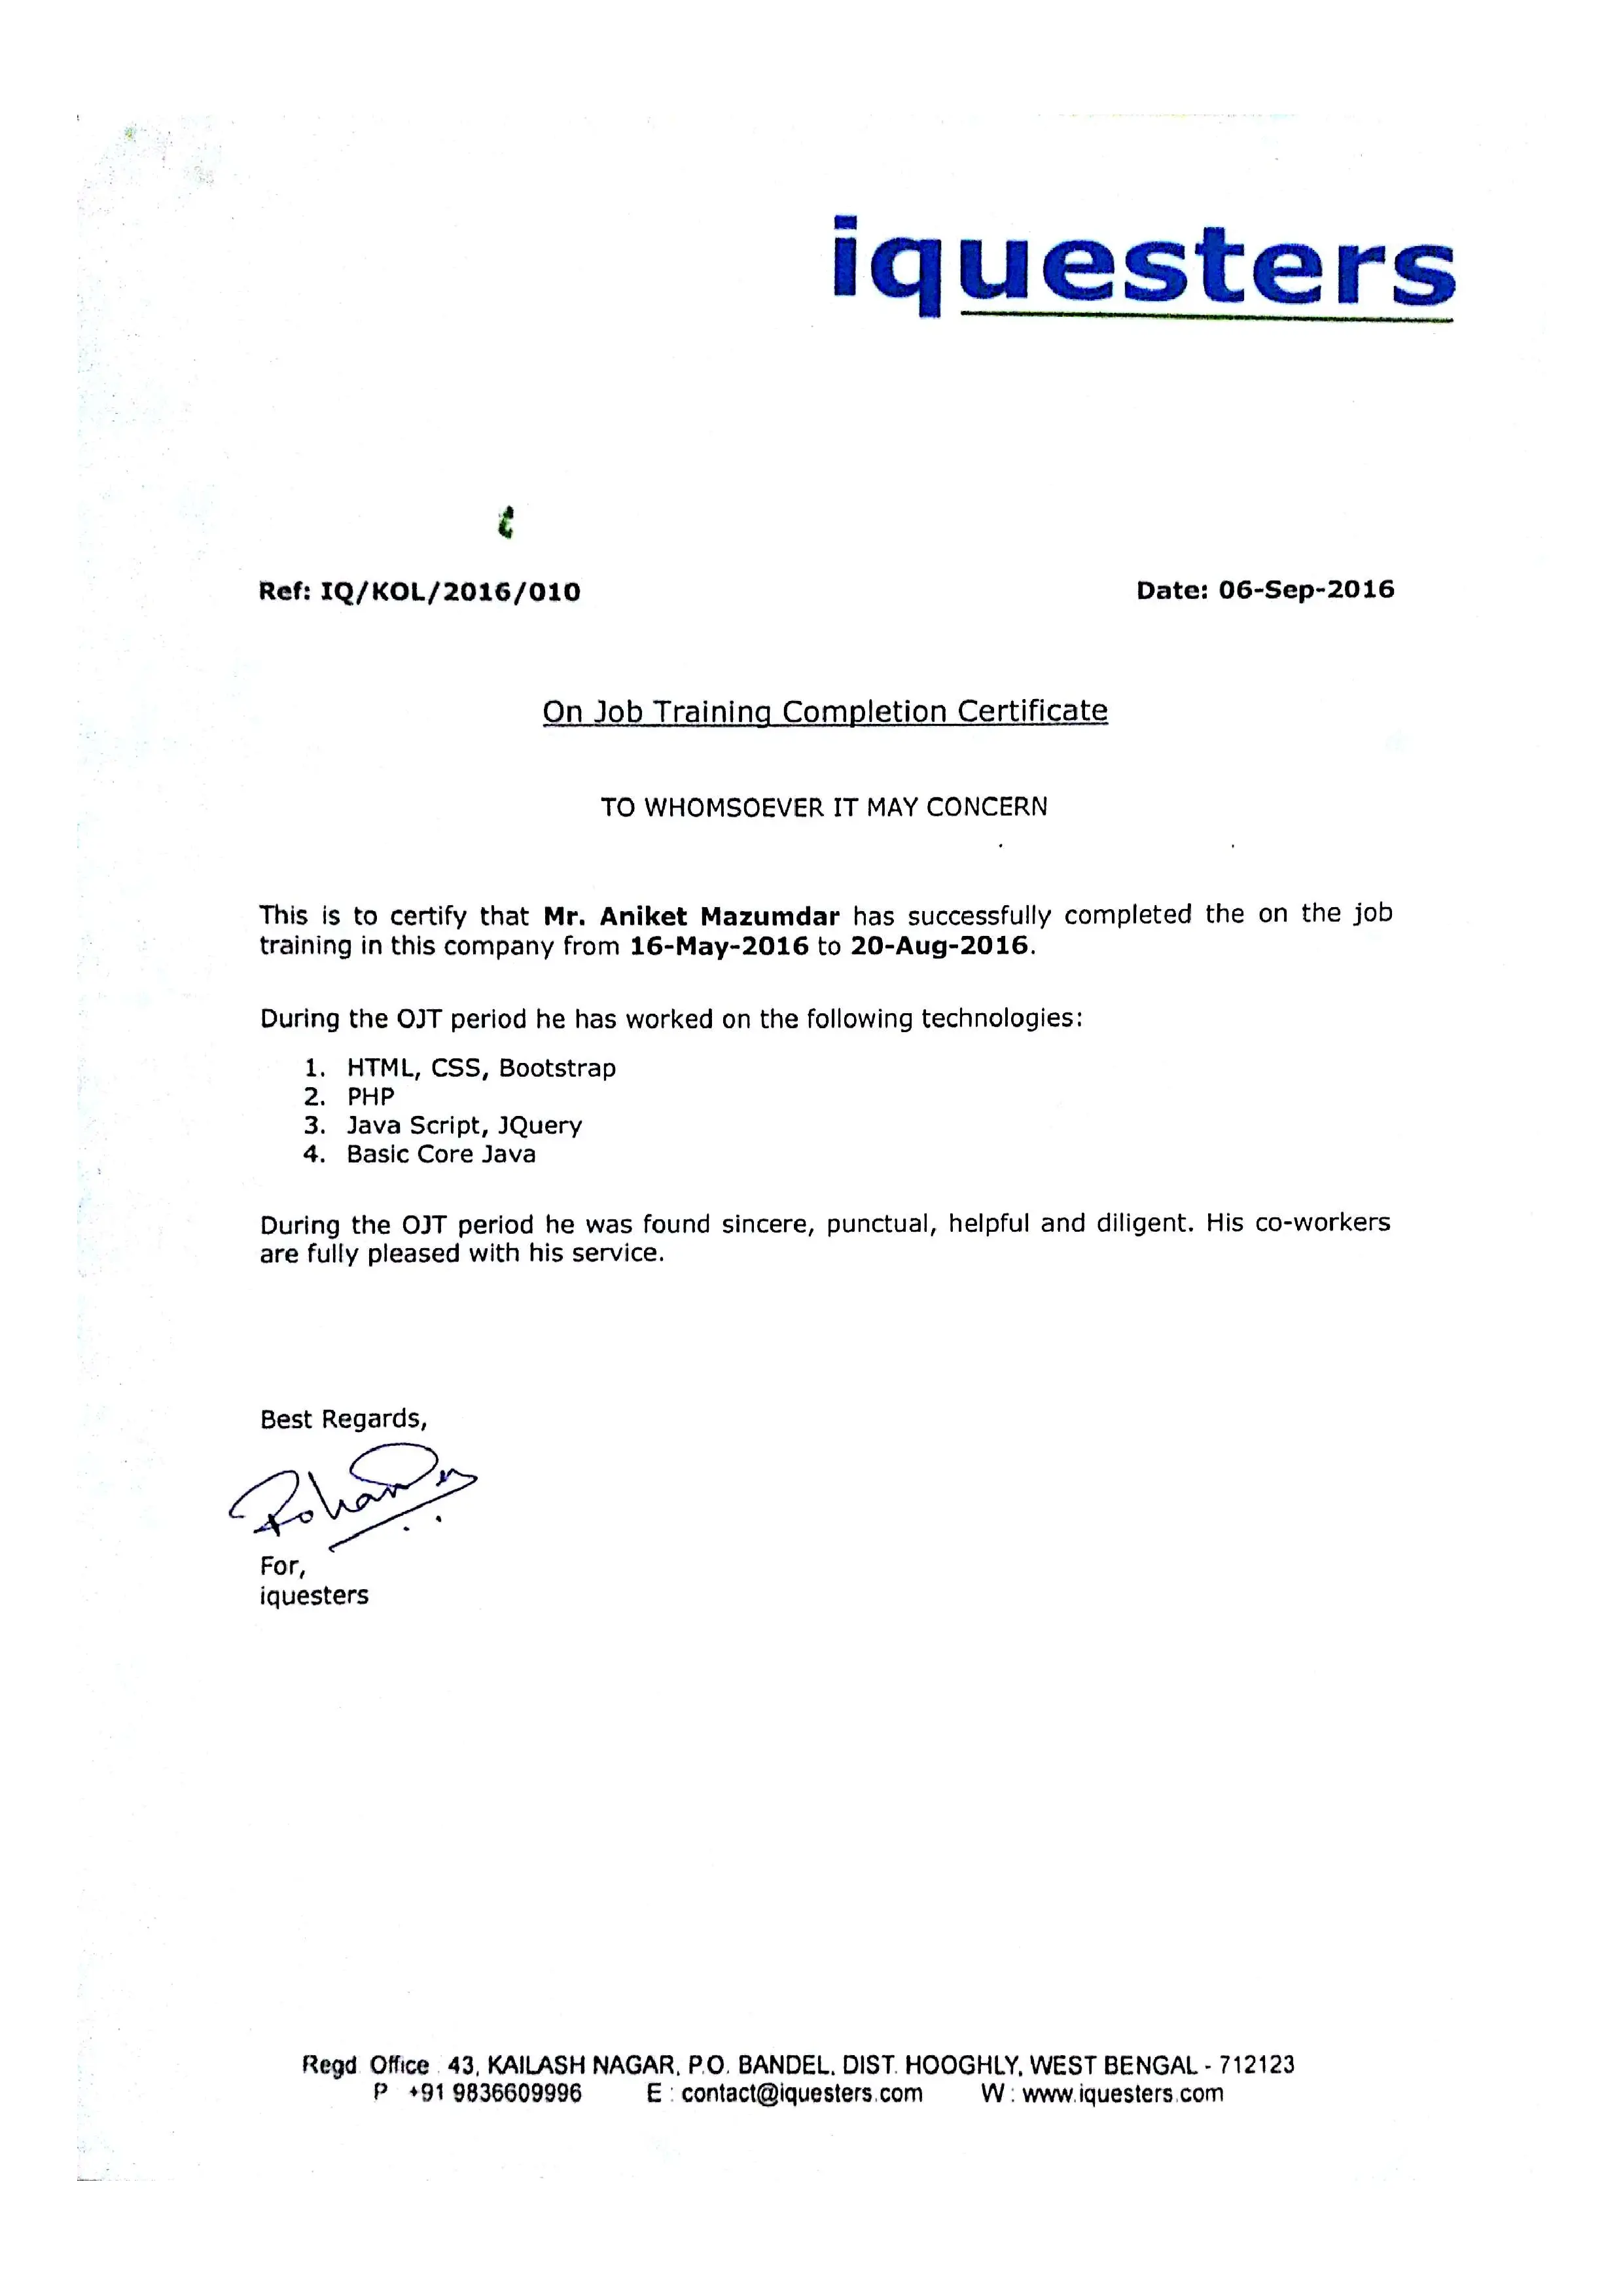 iquesters
Ref: IQ/KOL/2016/010 Date: 06-Sep-2016
On Job Training Completion Certificate
TO WHOMSOEVER IT MAY CONCERN
This is to certify that Mr. Aniket Mazumdar has successfully completed the on the job
training in this company from 16-May-2016 to 20-Aug-2016.
During the OJT period he has worked on the following technologies:
1. HTML, CSS, Bootstrap
2. PHP
3. Java Script, JQuery
4. Basic Core Java
During the OJT period he was found sincere, punctual, helpful and diligent. His co-workers
are fully pleased with his service.
Best Regards,
For,
iquesters
Regd Office 43, KAILASH NAGAR, P.O. BANDEL, DIST. HOOGHLY, WEST BENGAL - 712123
P +91 9836609996 E : contact@iquesters.com W : www.iquesters.com